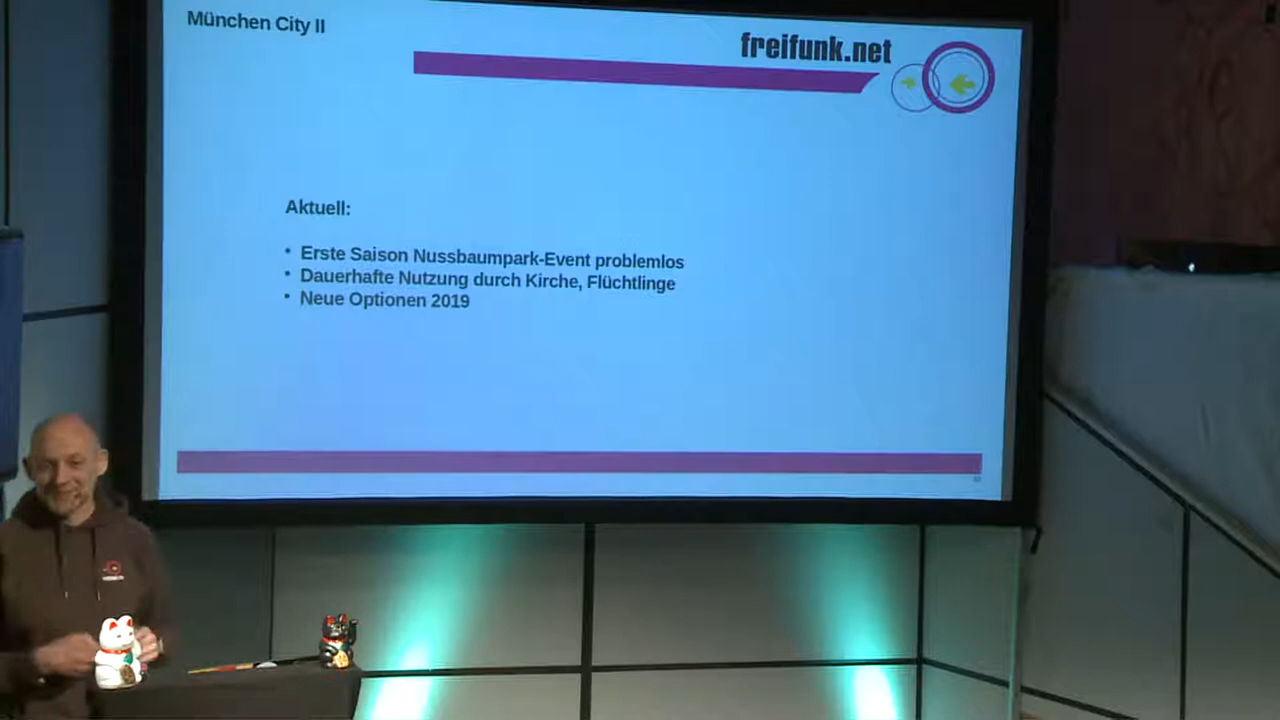 München City II
freifunk.net
Aktuell:
• Erste Saison Nussbaumpark-Event problemlos
• Dauerhafte Nutzung durch Kirche, Flüchtlinge
• Neue Optionen 2019